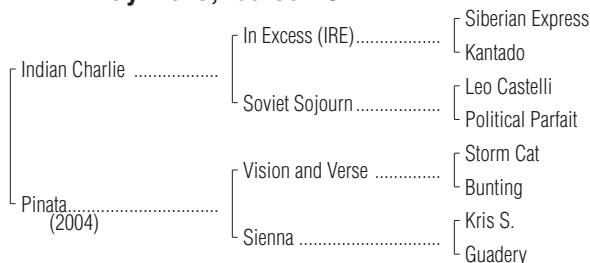 Siberian Express
In Excess (IRE)
Kantado
Indian Charlie
Leo Castelli
Soviet Sojourn
Political Parfait
Storm Cat
Vision and Verse
Bunting
Pinata
(2004)
Kris S.
Sienna
Guadery